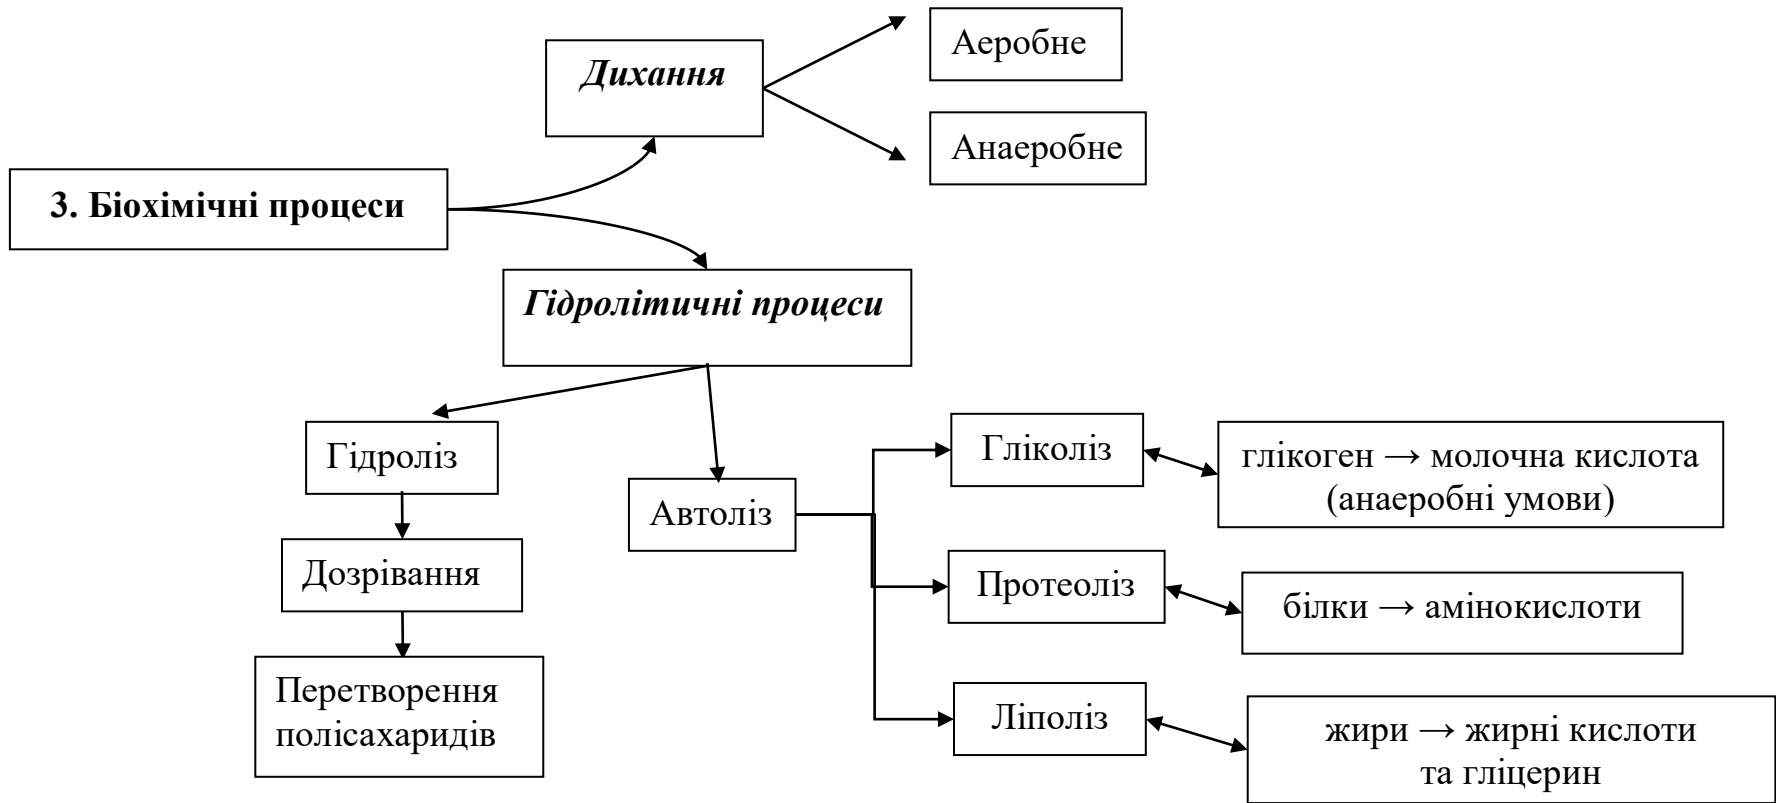 Дихання
Аеробне
Анаеробне
3. Біохімічні процеси
Гідролітичні процеси
Гідроліз
Дозрівання
Перетворення
полісахаридів
Автоліз
Гліколіз
глікоген → молочна кислота
(анаеробні умови)
Протеоліз
білки → амінокислоти
Ліполіз
жири → жирні кислоти
та гліцерин